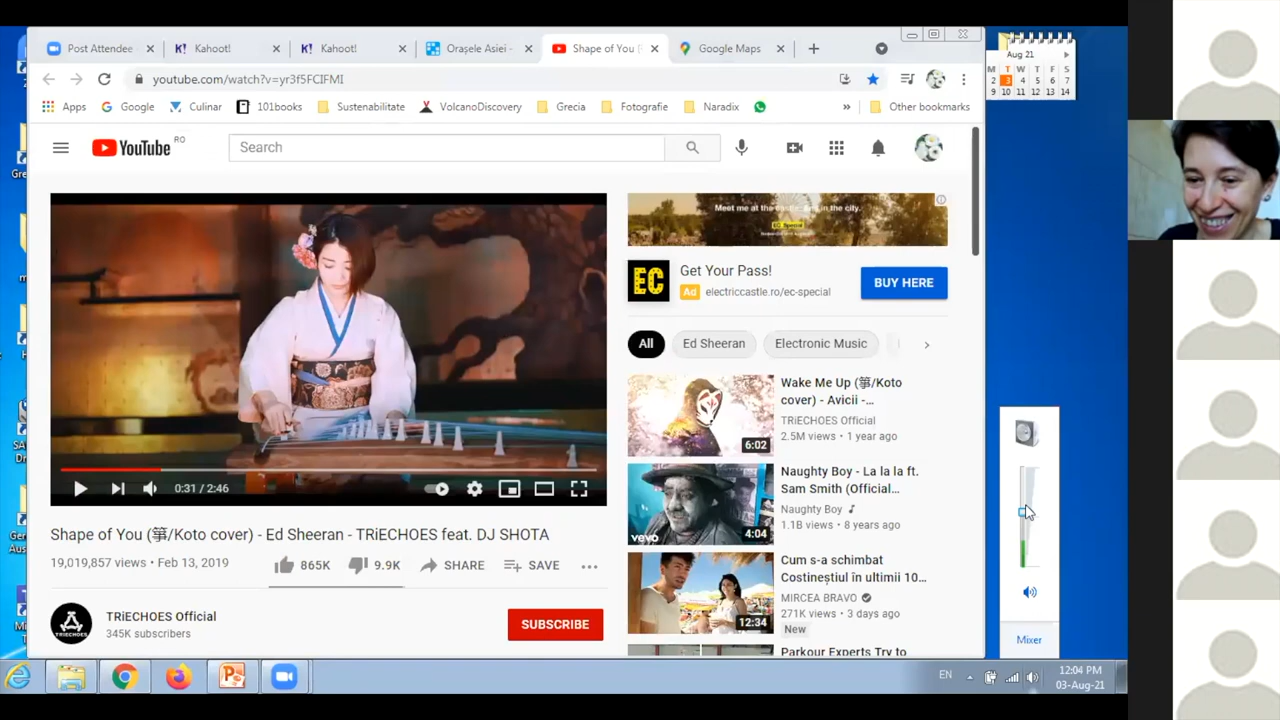 Post Attendee
Kahoot!
Kahoot!
Orașele Asiei -
Shape of You
Google Maps
youtube.com/watch?v=yr3f5FCIFMI
Apps
Google
Culinar
101books
Sustenabilitate
VolcanoDiscovery
Grecia
Fotografie
Naradix
»
Other bookmarks
Aug 21
M T W T F S
2 3 4 5 6 7
9 10 11 12 13 14
YouTube RO
Search
Meet me at the castle. in the city.
EC Special
EC
Get Your Pass!
Ad electriccastle.ro/ec-special
BUY HERE
All
Ed Sheeran
Electronic Music
Wake Me Up (箏/Koto
cover) - Avicii -...
TRiECHOES Official
2.5M views • 1 year ago
6:02
Naughty Boy - La la la ft.
Sam Smith (Official...
Naughty Boy
1.1B views • 8 years ago
vevo
4:04
Cum s-a schimbat
Costineștiul în ultimii 10...
MIRCEA BRAVO
271K views • 3 days ago
New
12:34
Parkour Experts Try to
0:31 / 2:46
Shape of You (箏/Koto cover) - Ed Sheeran - TRiECHOES feat. DJ SHOTA
19,019,857 views • Feb 13, 2019
865K
9.9K
SHARE
SAVE
TRIECHOES
TRiECHOES Official
345K subscribers
SUBSCRIBE
Mixer
EN
12:04 PM
03-Aug-21